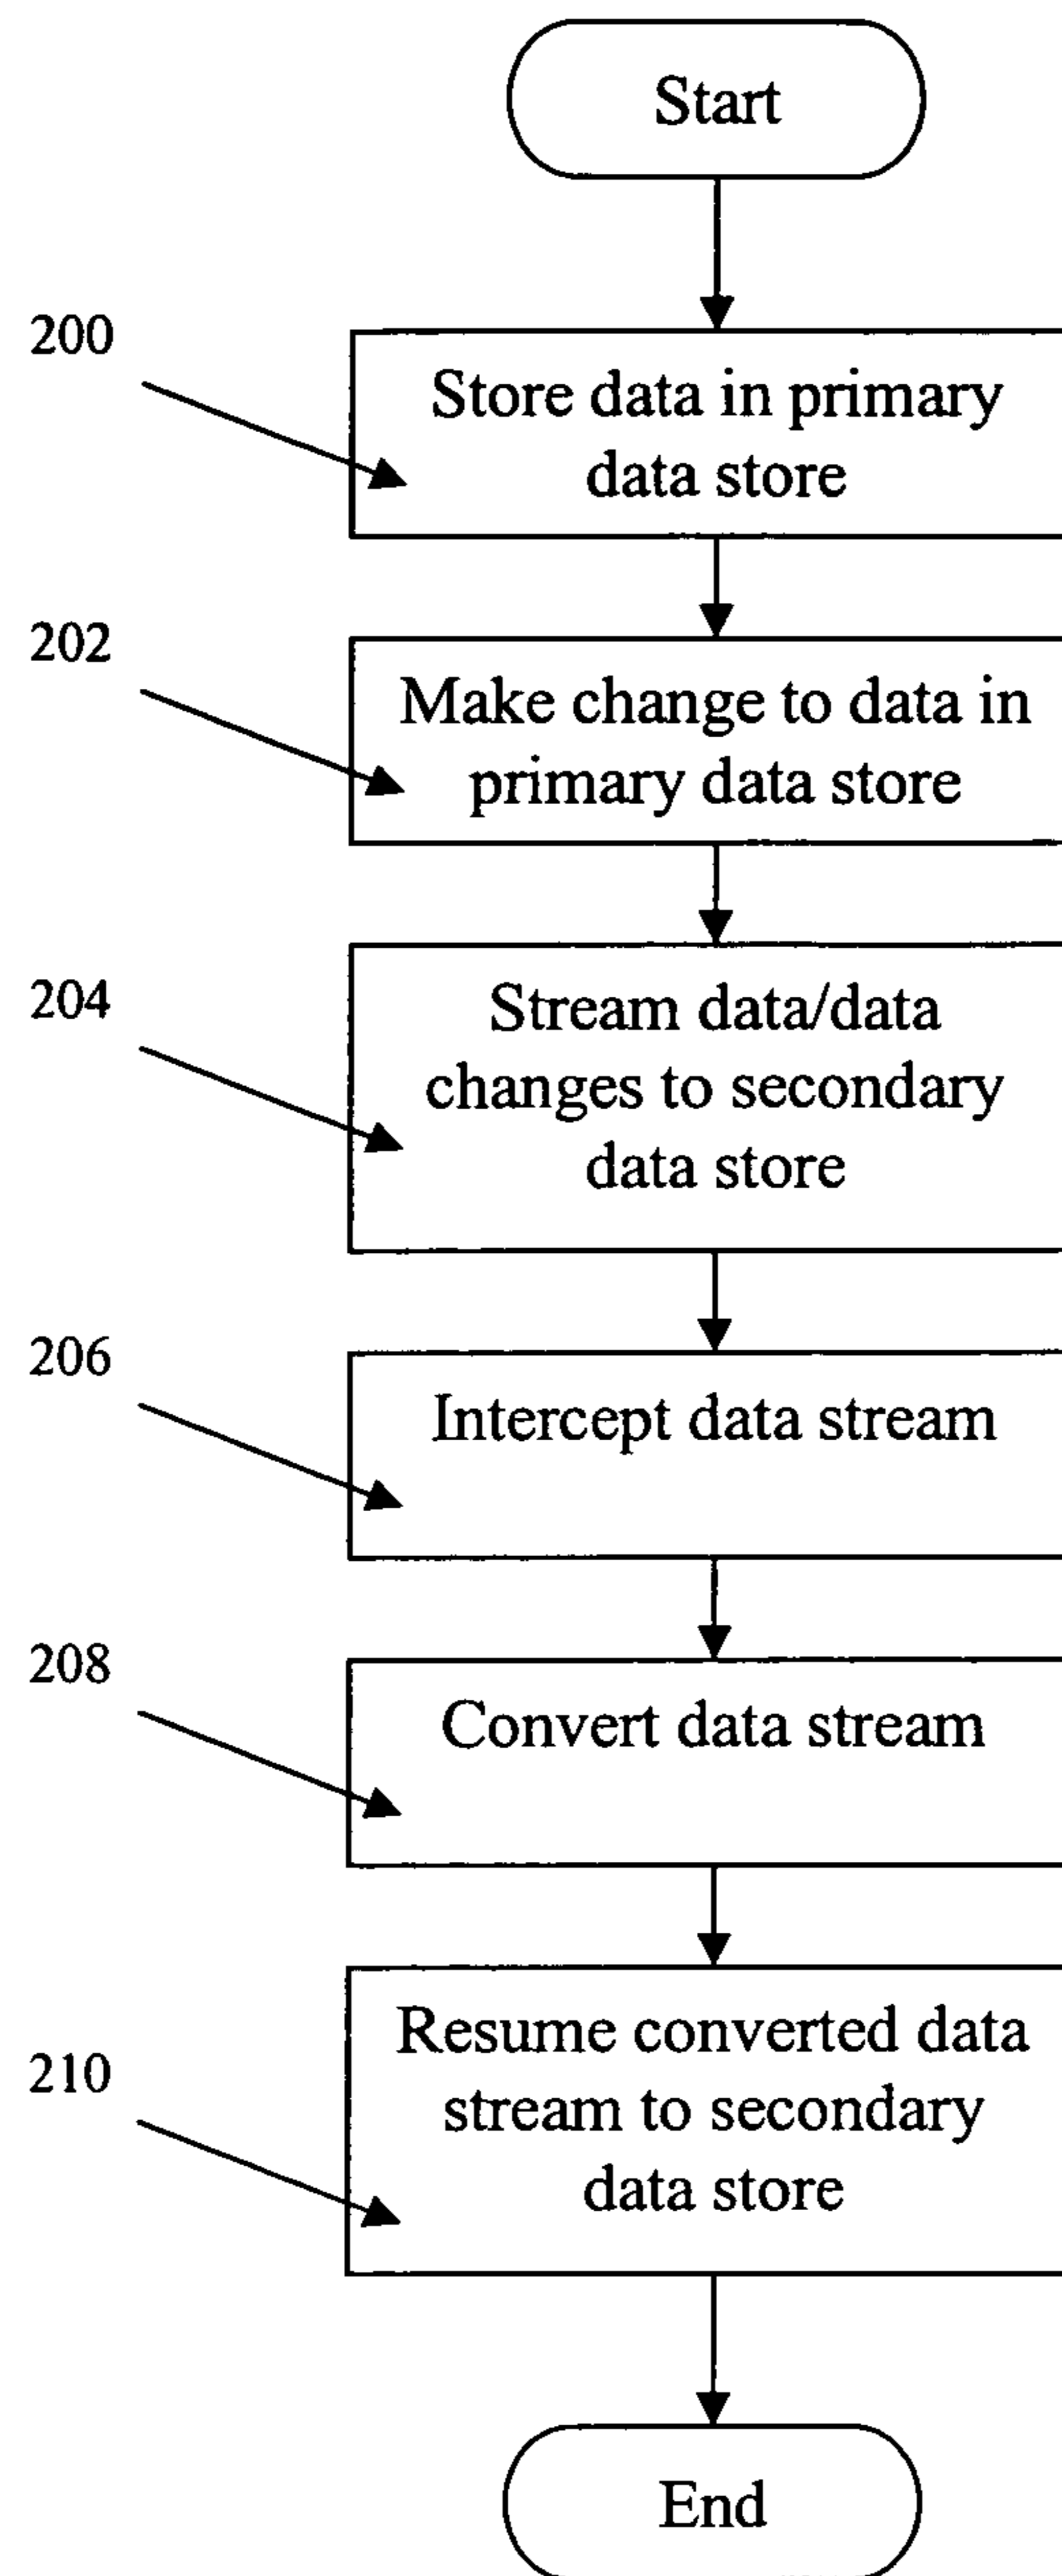 Start
200
Store data in primary
data store
202
Make change to data in
primary data store
204
Stream data/data
changes to secondary
data store
206
Intercept data stream
208
Convert data stream
210
Resume converted data
stream to secondary
data store
End